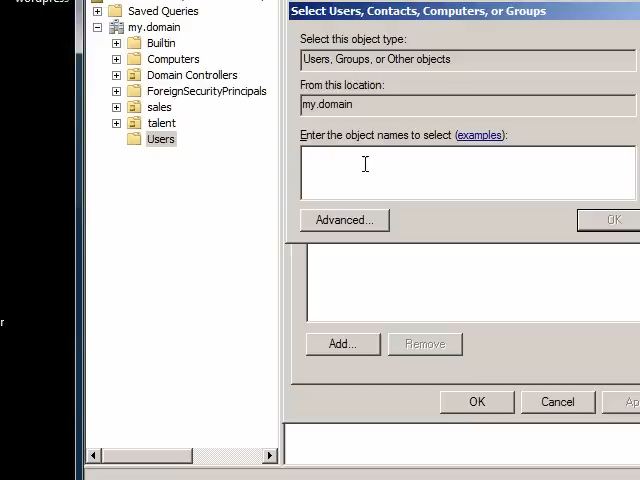 wordpress
r
Saved Queries
my.domain
Builtin
Computers
Domain Controllers
ForeignSecurityPrincipals
sales
talent
Users
Select Users, Contacts, Computers, or Groups
Select this object type:
Users, Groups, or Other objects
From this location:
my.domain
Enter the object names to select (examples):
Advanced...
OK
Add...
Remove
OK
Cancel
Ap